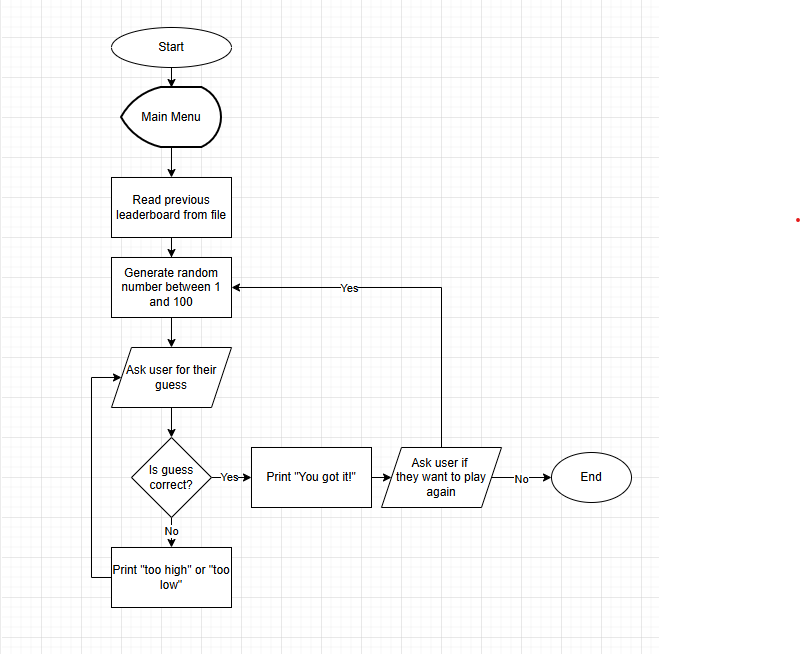 Start
Main Menu
Read previous
leaderboard from file
Generate random
number between 1
and 100
Yes
Ask user for their
guess
Is guess
correct?
Yes
Print "You got it!"
Ask user if
they want to play
again
No
End
No
Print "too high" or "too
low"